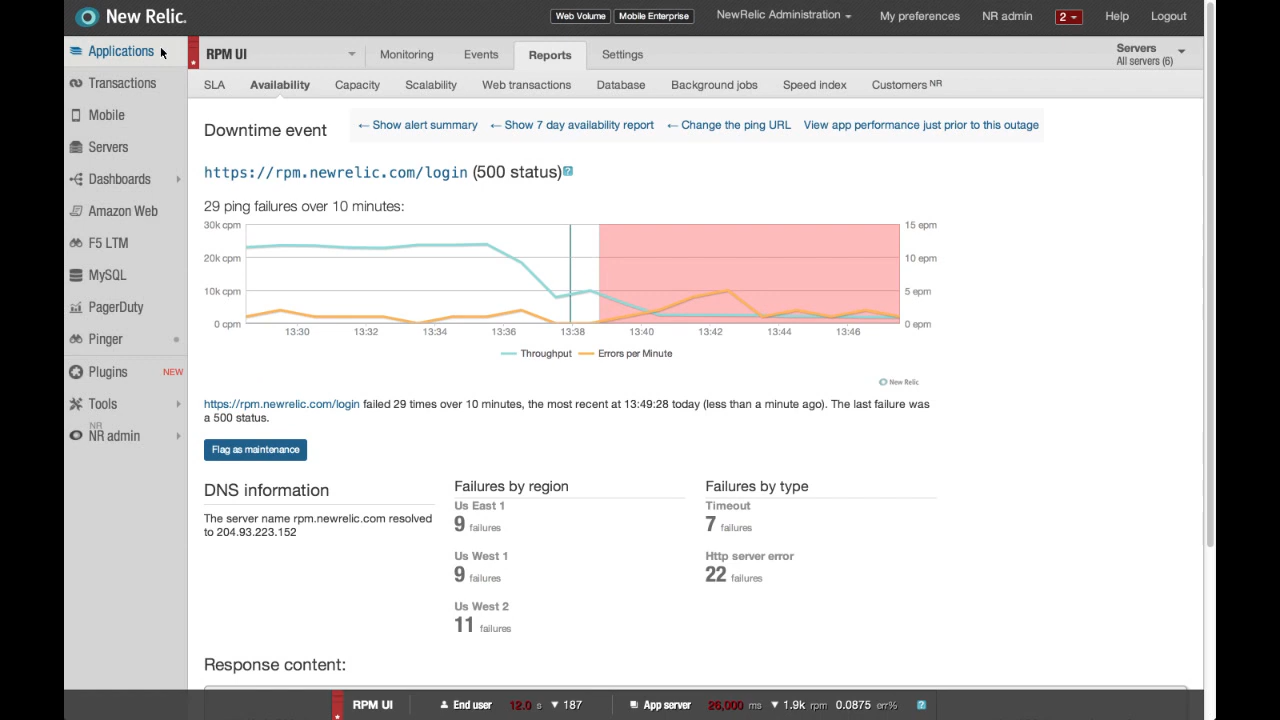 New Relic.
Web Volume
Mobile Enterprise
NewRelic Administration
My preferences
NR admin
2
Help
Logout
Applications
Transactions
Mobile
Servers
Dashboards
Amazon Web
F5 LTM
MySQL
PagerDuty
Pinger
Plugins NEW
Tools
NR
NR admin
RPM UI
Monitoring
Events
Reports
Settings
Servers
All servers (6)
SLA
Availability
Capacity
Scalability
Web transactions
Database
Background jobs
Speed index
Customers NR
Downtime event
← Show alert summary
← Show 7 day availability report
← Change the ping URL
View app performance just prior to this outage
https://rpm.newrelic.com/login (500 status) ?
29 ping failures over 10 minutes:
30k cpm
20k cpm
10k cpm
0 cpm
15 epm
10 epm
5 epm
0 epm
13:30 13:32 13:34 13:36 13:38 13:40 13:42 13:44 13:46
Throughput Errors per Minute
New Relic
https://rpm.newrelic.com/login failed 29 times over 10 minutes, the most recent at 13:49:28 today (less than a minute ago). The last failure was
a 500 status.
Flag as maintenance
DNS information
The server name rpm.newrelic.com resolved
to 204.93.223.152
Failures by region
Us East 1
9 failures
Us West 1
9 failures
Us West 2
11 failures
Failures by type
Timeout
7 failures
Http server error
22 failures
Response content:
RPM UI
End user 12.0 s ▼ 187
App server 26,000 ms ▼ 1.9k rpm 0.0875 err% ?